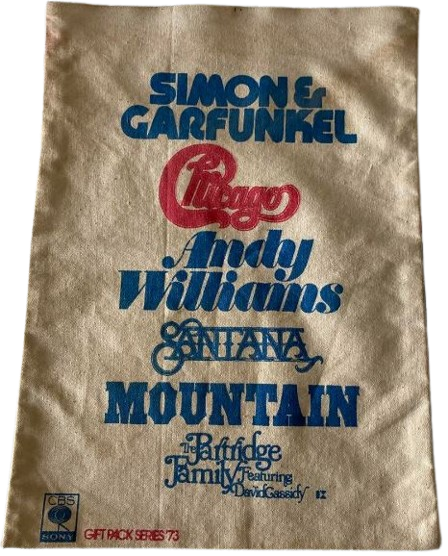 SIMON &
GARFUNKEL
Chicago
Andy
Williams
SANTANA
MOUNTAIN
The Partridge
Family Featuring
David Cassidy
CBS
SONY
GIFT PACK SERIES '73